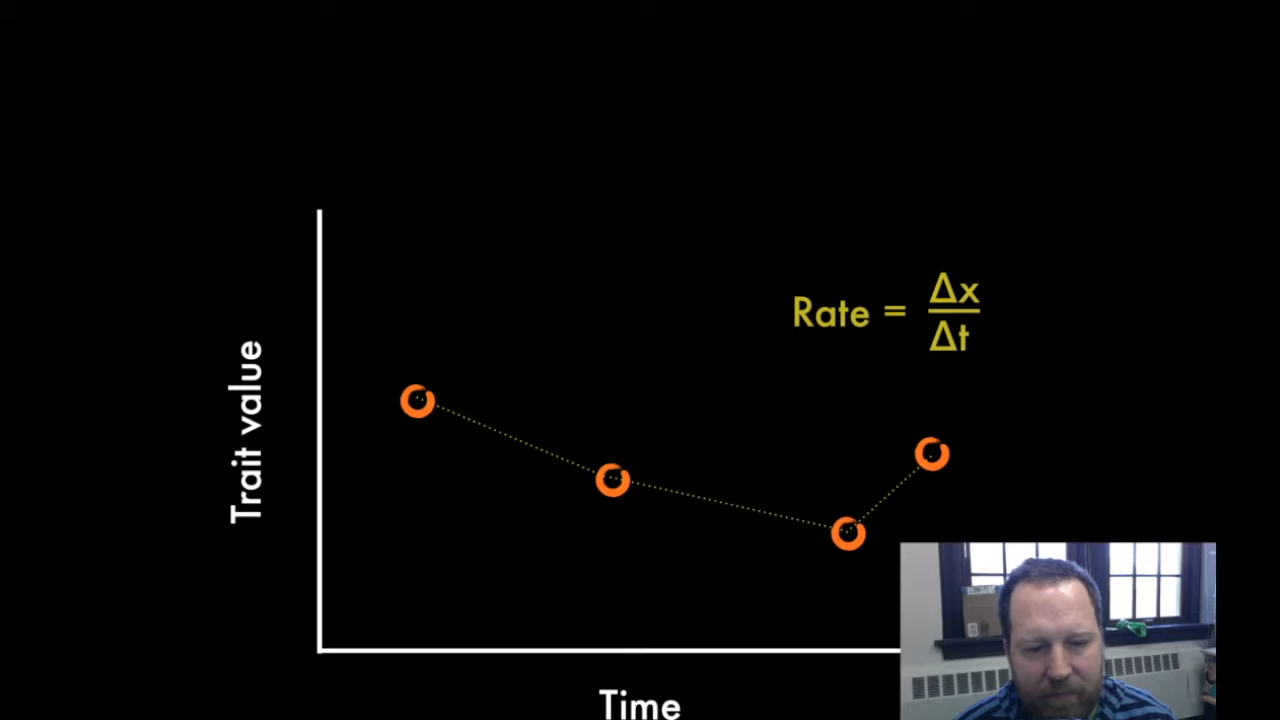 Rate = Δx
Δt
Trait value
Time